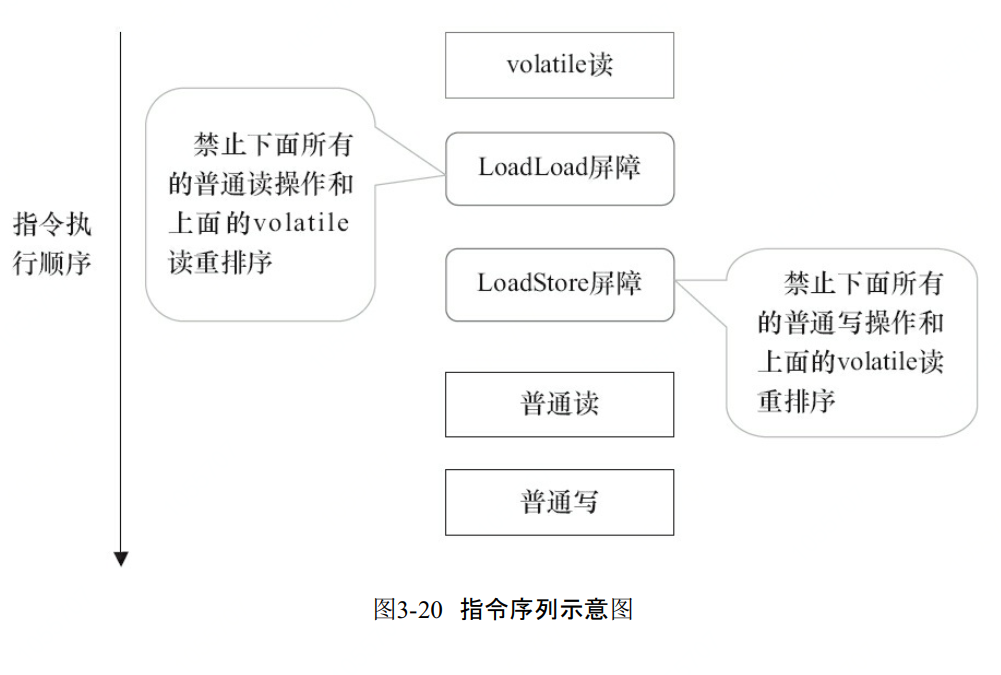 volatile读
禁止下面所有
的普通读操作和
上面的volatile
读重排序
LoadLoad屏障
指令执
行顺序
LoadStore屏障
禁止下面所有
的普通写操作和
上面的volatile读
重排序
普通读
普通写
图3-20 指令序列示意图